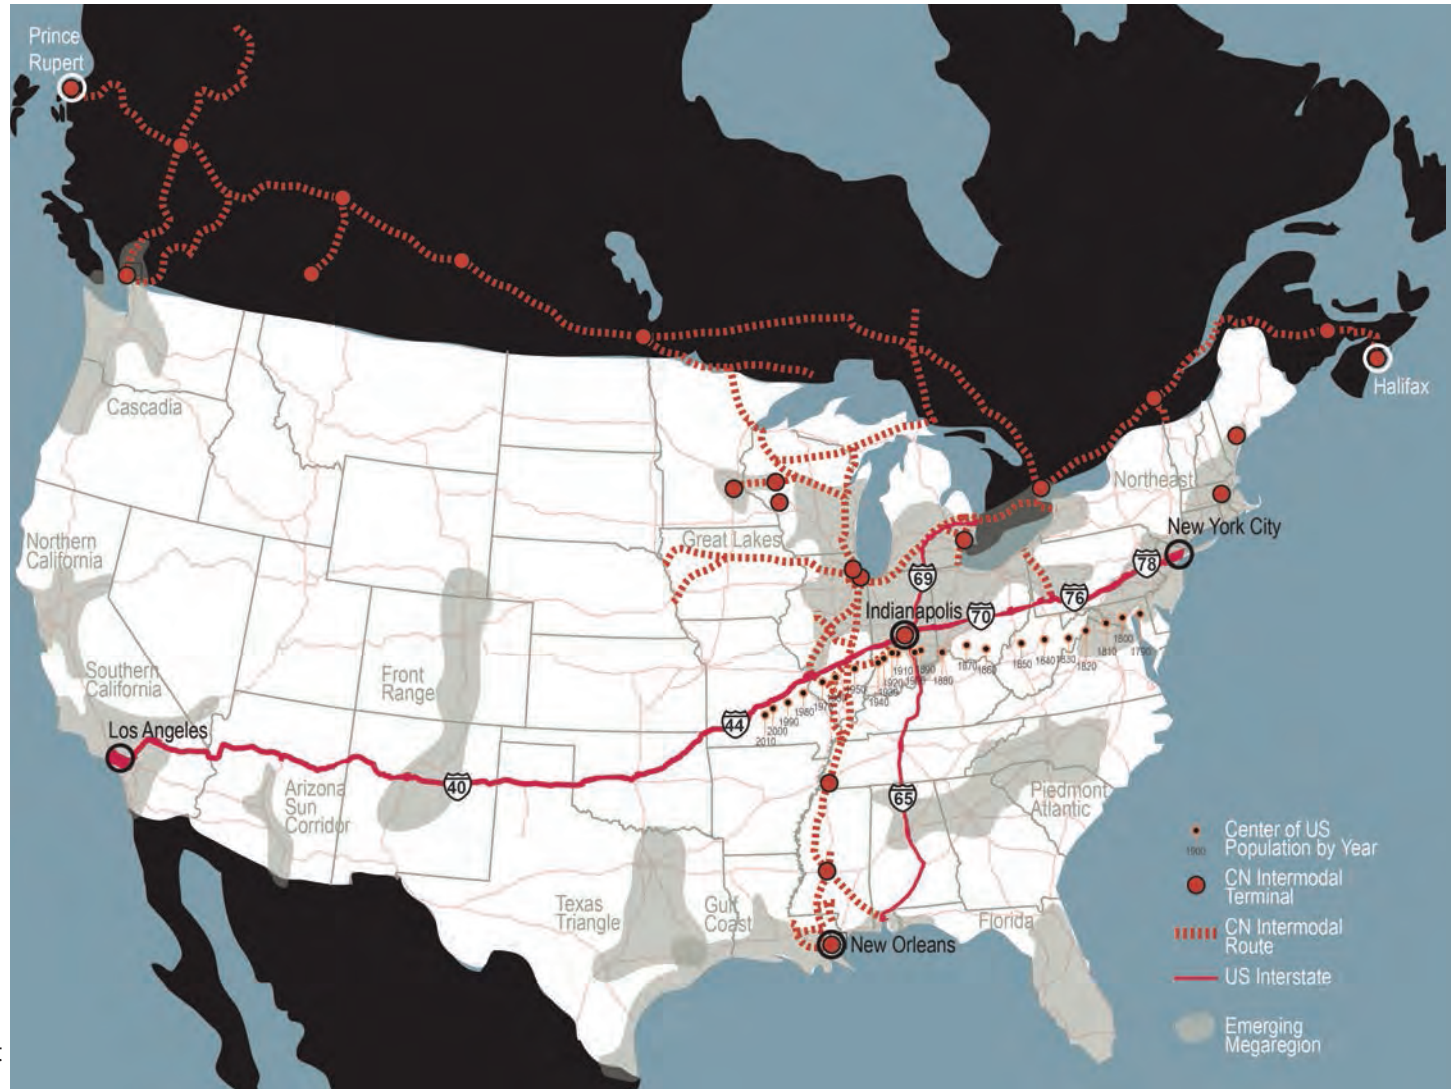 Prince
Rupert
Halifax
Cascadia
Northeast
New York City
Northern
California
Great Lakes
78
69
76
Indianapolis
70
1800
1790
1810
1820
1830
1840
1850
1860
1870
1880
1890
1910
1920
1930
1940
1950
1980
1990
2000
2010
Southern
California
Front
Range
Los Angeles
44
40
65
Arizona
Sun
Corridor
Piedmont
Atlantic
Texas
Triangle
Gulf
Coast
Florida
New Orleans
1900
Center of US
Population by Year
CN Intermodal
Terminal
CN Intermodal
Route
US Interstate
Emerging
Megaregion